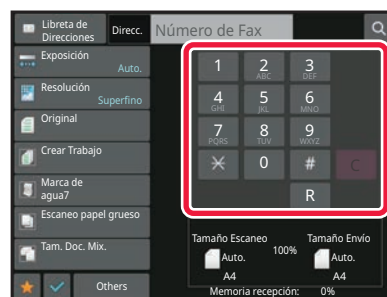 Libreta de
Direcciones
Direcc.
Número de Fax
Exposición
Auto.
Resolución
Superfino
Original
Crear Trabajo
Marca de
agua7
Escaneo papel grueso
Tam. Doc. Mix.
Others
1
2
ABC
3
DEF
4
GHI
5
JKL
6
MNO
7
PQRS
8
TUV
9
WXYZ
0
#
C
R
Tamaño Escaneo
Auto.
A4
100%
Tamaño Envío
Auto.
A4
Memoria recepción: 0%